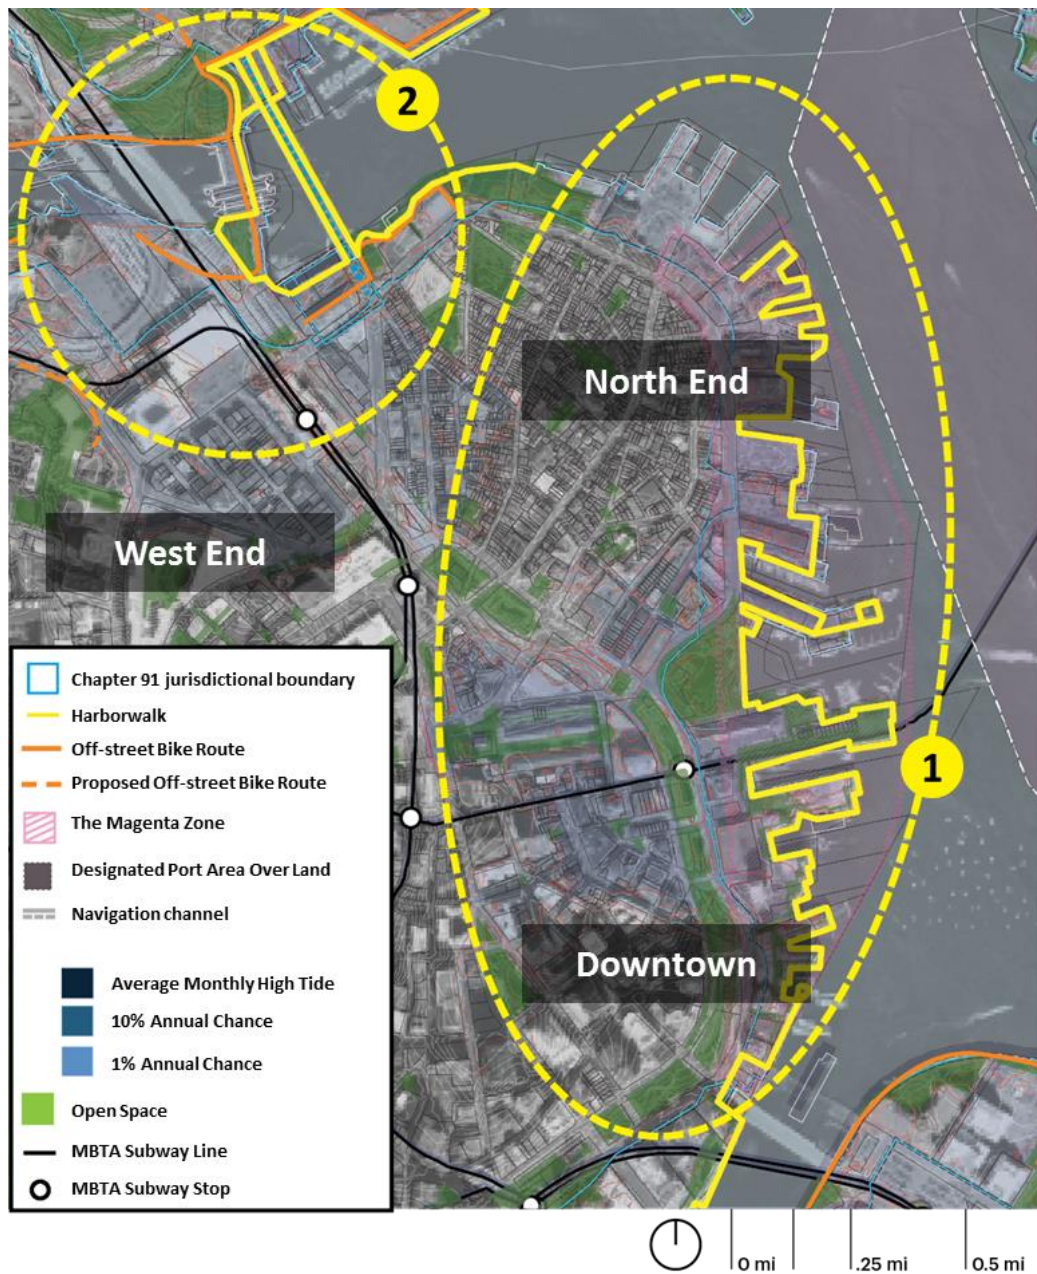 2
North End
West End
Chapter 91 jurisdictional boundary
Harborwalk
Off-street Bike Route
Proposed Off-street Bike Route
The Magenta Zone
Designated Port Area Over Land
Navigation channel
1
Downtown
Average Monthly High Tide
10% Annual Chance
1% Annual Chance
Open Space
MBTA Subway Line
MBTA Subway Stop
0 mi
.25 mi
0.5 mi